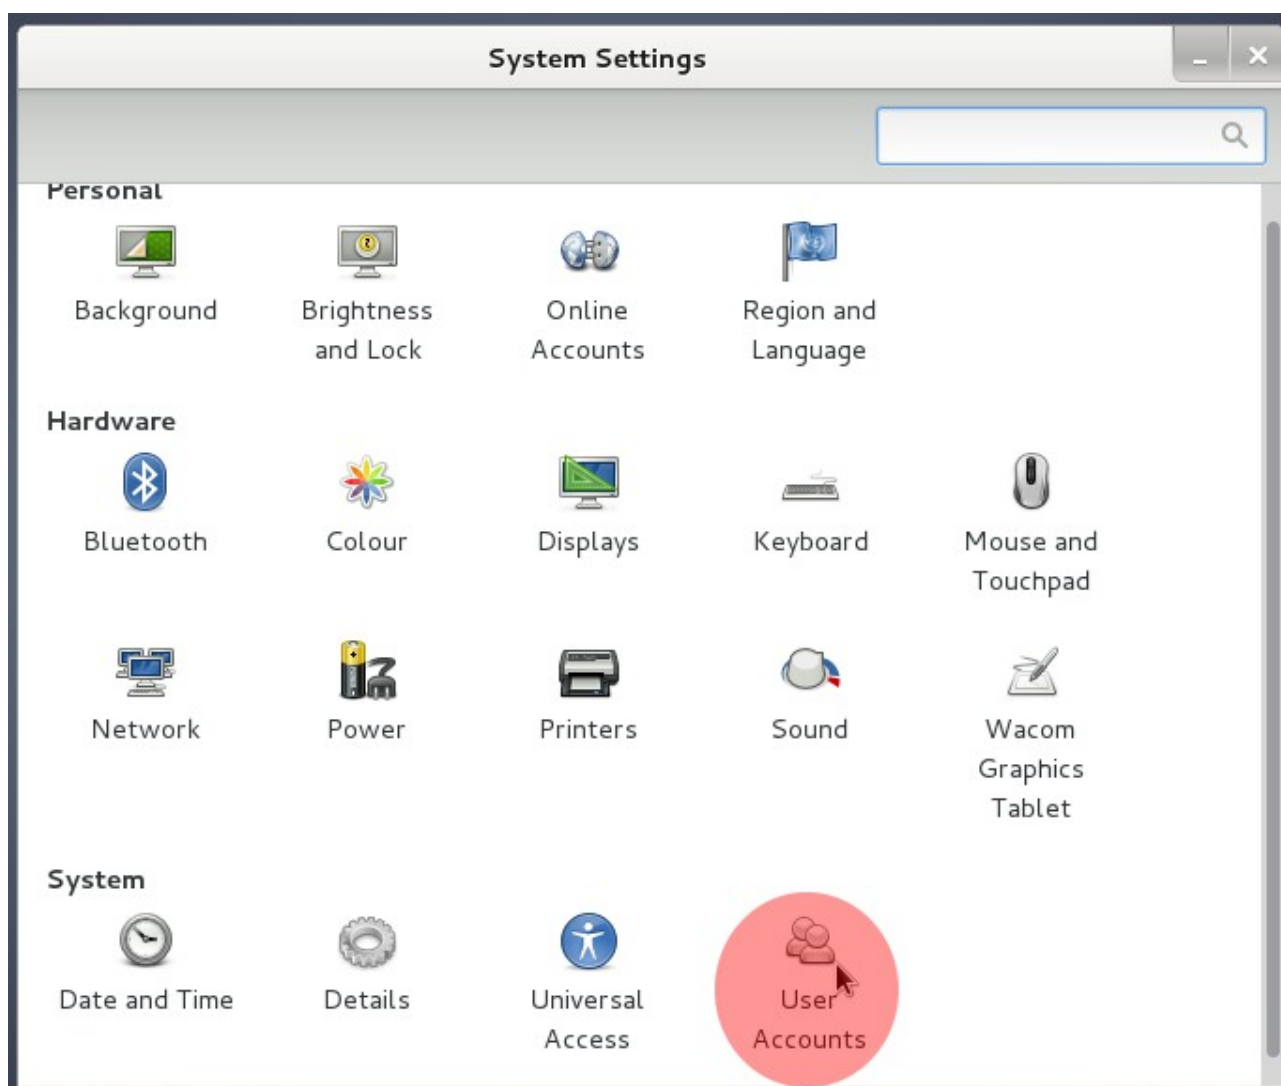 System Settings
Personal
Background
Brightness
and Lock
Online
Accounts
Region and
Language
Hardware
Bluetooth
Colour
Displays
Keyboard
Mouse and
Touchpad
Network
Power
Printers
Sound
Wacom
Graphics
Tablet
System
Date and Time
Details
Universal
Access
User
Accounts